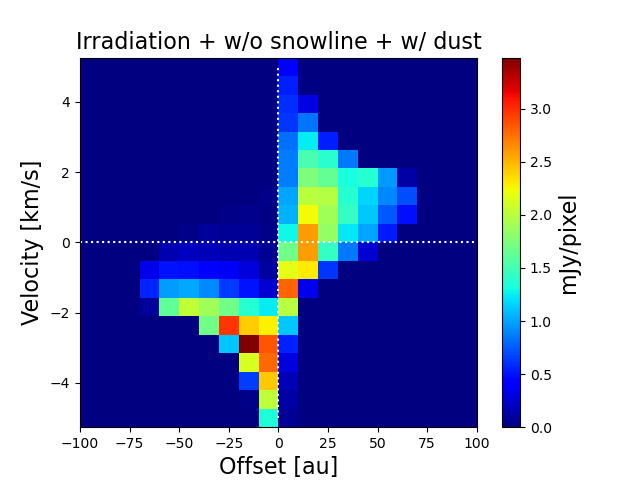 Irradiation + w/o snowline + w/ dust
4
2
0
−2
−4
Velocity [km/s]
−100 −75 −50 −25 0 25 50 75 100
Offset [au]
3.0
2.5
2.0
1.5
1.0
0.5
0.0
mJy/pixel